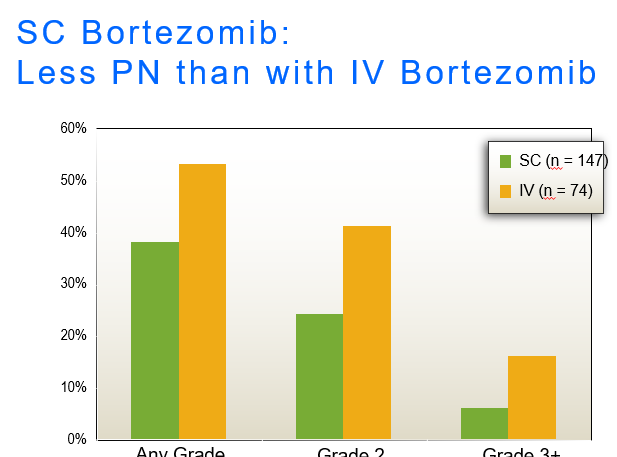 SC Bortezomib:
Less PN than with IV Bortezomib
60%
50%
40%
30%
20%
10%
0%
SC (n = 147)
IV (n = 74)
Any Grade
Grade 2
Grade 3+